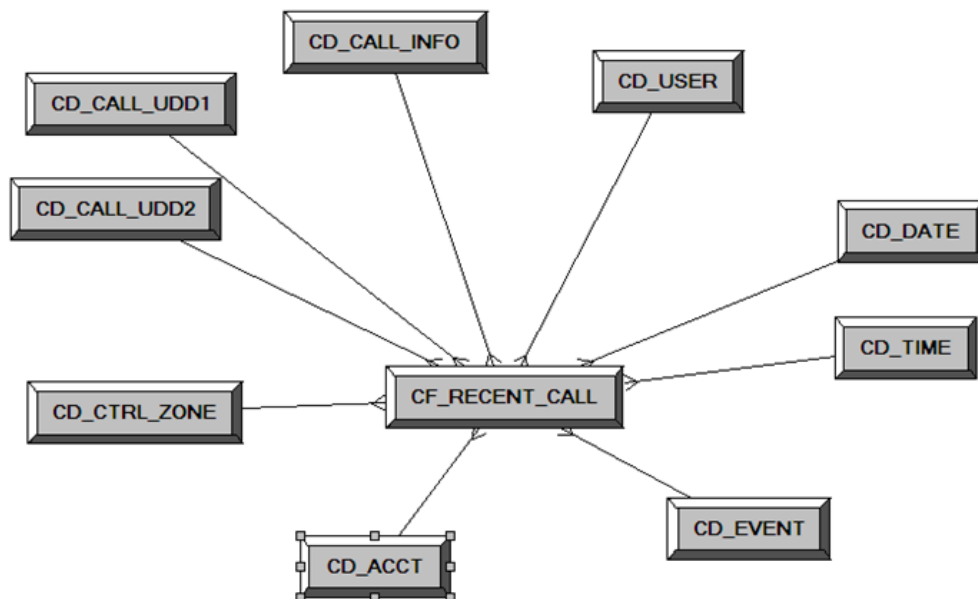 CD_CALL_INFO
CD_USER
CD_CALL_UDD1
CD_CALL_UDD2
CD_DATE
CD_TIME
CF_RECENT_CALL
CD_CTRL_ZONE
CD_EVENT
CD_ACCT